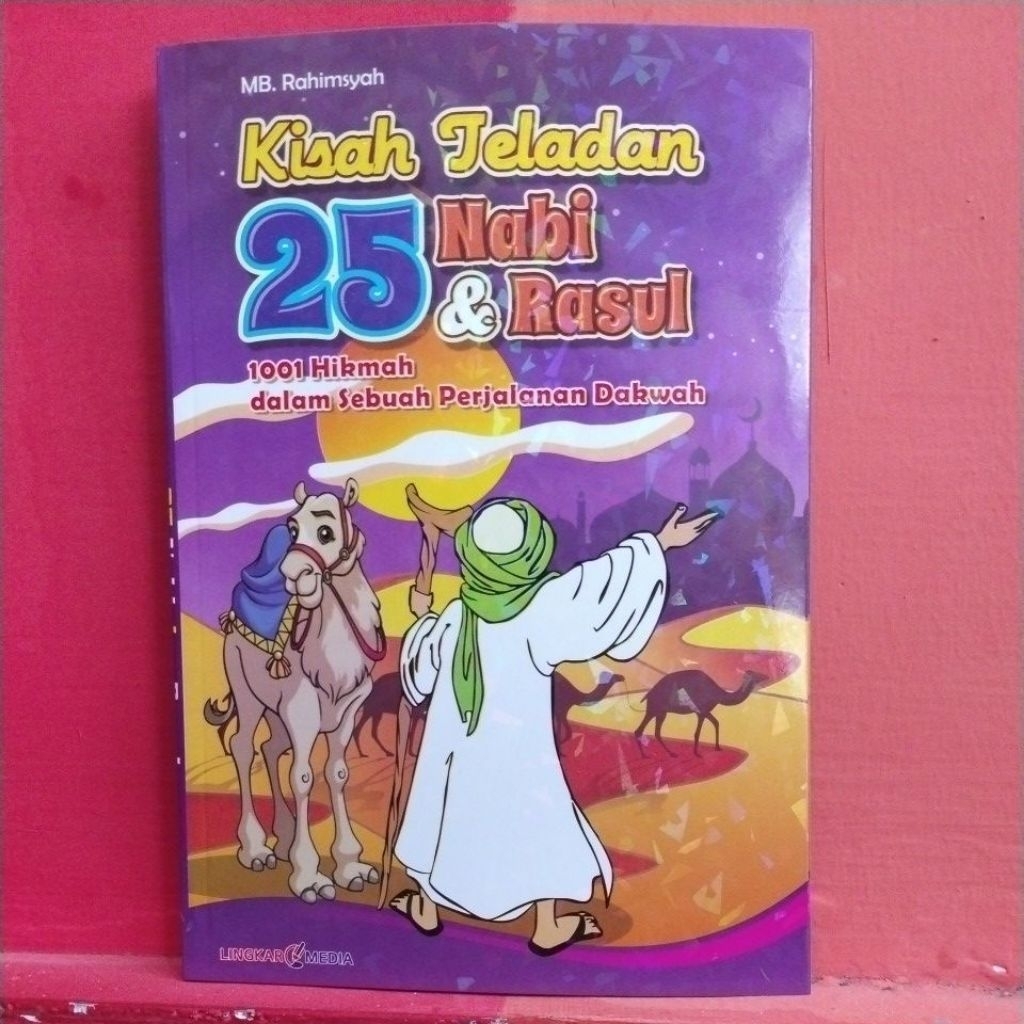 MB. Rahimsyah
Kisah Teladan
25 Nabi
& Rasul
1001 Hikmah
dalam Sebuah Perjalanan Dakwah
LINGKAR MEDIA